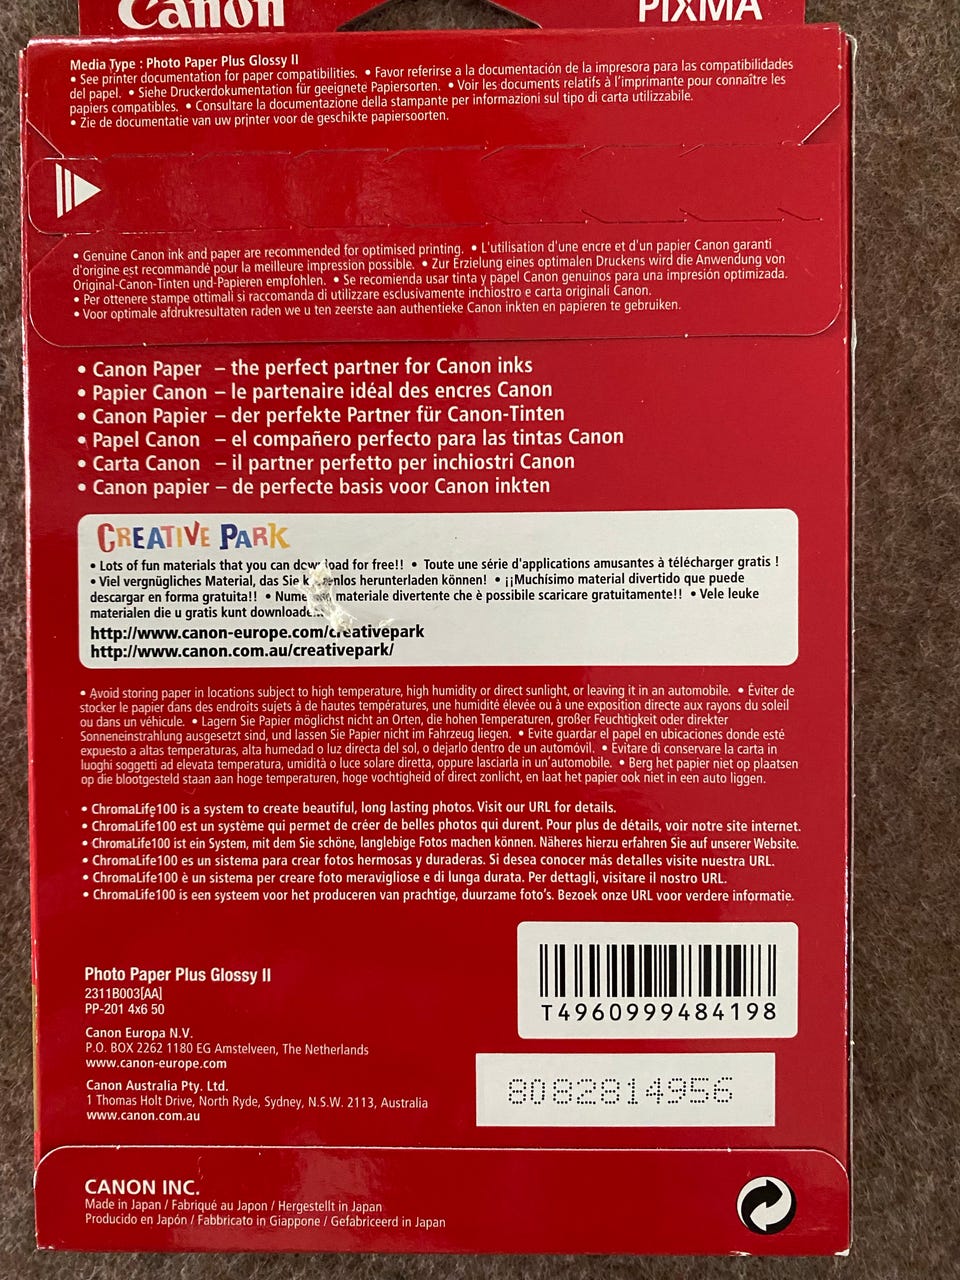 Canon PIXMA
Media Type : Photo Paper Plus Glossy II
• See printer documentation for paper compatibilities. • Favor referirse a la documentación de la impresora para las compatibilidades
del papel. • Siehe Druckerdokumentation für geeignete Papiersorten. • Voir les documents relatifs à l'imprimante pour connaître les
papiers compatibles. • Consultare la documentazione della stampante per informazioni sul tipo di carta utilizzabile.
• Zie de documentatie van uw printer voor de geschikte papiersoorten.
• Genuine Canon ink and paper are recommended for optimised printing. • L'utilisation d'une encre et d'un papier Canon garanti
d'origine est recommandé pour la meilleure impression possible. • Zur Erzielung eines optimalen Druckens wird die Anwendung von
Original-Canon-Tinten und-Papieren empfohlen. • Se recomienda usar tinta y papel Canon genuinos para una impresión optimizada.
• Per ottenere stampe ottimali si raccomanda di utilizzare esclusivamente inchiostro e carta originali Canon.
• Voor optimale afdrukresultaten raden we u ten zeerste aan authentieke Canon inkten en papieren te gebruiken.
• Canon Paper – the perfect partner for Canon inks
• Papier Canon – le partenaire idéal des encres Canon
• Canon Papier – der perfekte Partner für Canon-Tinten
• Papel Canon – el compañero perfecto para las tintas Canon
• Carta Canon – il partner perfetto per inchiostri Canon
• Canon papier – de perfecte basis voor Canon inkten
CREATIVE PARK
• Lots of fun materials that you can download for free!! • Toute une série d'applications amusantes à télécharger gratis !
• Viel vergnügliches Material, das Sie kostenlos herunterladen können! • ¡¡Muchísimo material divertido que puede
descargar en forma gratuita!! • materiale divertente che è possibile scaricare gratuitamente!! • Vele leuke
materialen die u gratis kunt
http://www.canon-europe.com/creativepark
http://www.canon.com.au/creativepark/
• Avoid storing paper in locations subject to high temperature, high humidity or direct sunlight, or leaving it in an automobile. • Éviter de
stocker le papier dans des endroits sujets à de hautes températures, une humidité élevée ou à une exposition directe aux rayons du soleil
ou dans un véhicule. • Lagern Sie Papier möglichst nicht an Orten, die hohen Temperaturen, großer Feuchtigkeit oder direkter
Sonneneinstrahlung ausgesetzt sind, und lassen Sie Papier nicht im Fahrzeug liegen. • Evite guardar el papel en ubicaciones donde esté
expuesto a altas temperaturas, alta humedad o luz directa del sol, o dejarlo dentro de un automóvil. • Evitare di conservare la carta in
luoghi soggetti ad elevata temperatura, umidità o luce solare diretta, oppure lasciarla in un'automobile. • Berg het papier niet op plaatsen
op die blootgesteld staan aan hoge temperaturen, hoge vochtigheid of direct zonlicht, en laat het papier ook niet in een auto liggen.
• ChromaLife100 is a system to create beautiful, long lasting photos. Visit our URL for details.
• ChromaLife100 est un système qui permet de créer de belles photos qui durent. Pour plus de détails, voir notre site internet.
• ChromaLife100 ist ein System, mit dem Sie schöne, langlebige Fotos machen können. Näheres hierzu erfahren Sie auf unserer Website.
• ChromaLife100 es un sistema para crear fotos hermosas y duraderas. Si desea conocer más detalles visite nuestra URL.
• ChromaLife100 è un sistema per creare foto meravigliose e di lunga durata. Per dettagli, visitare il nostro URL.
• ChromaLife100 is een systeem voor het produceren van prachtige, duurzame foto's. Bezoek onze URL voor verdere informatie.
T4960999484198
Photo Paper Plus Glossy II
2311B003[AA]
PP-201 4x6 50
Canon Europa N.V.
P.O. BOX 2262 1180 EG Amstelveen, The Netherlands
www.canon-europe.com
8082814956
Canon Australia Pty. Ltd.
1 Thomas Holt Drive, North Ryde, Sydney, N.S.W. 2113, Australia
www.canon.com.au
CANON INC.
Made in Japan / Fabriqué au Japon / Hergestellt in Japan
Producido en Japón / Fabbricato in Giappone / Gefabriceerd in Japan